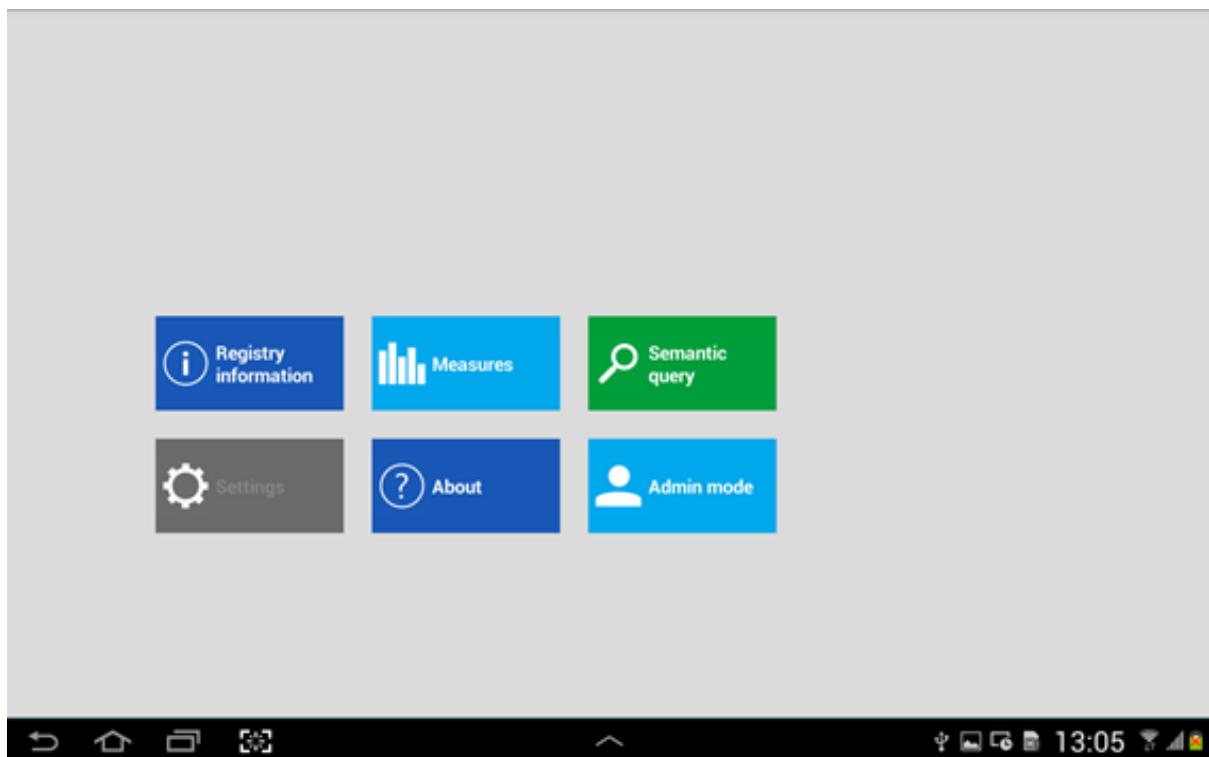 Registry
information
Measures
Semantic
query
Settings
About
Admin mode
13:05